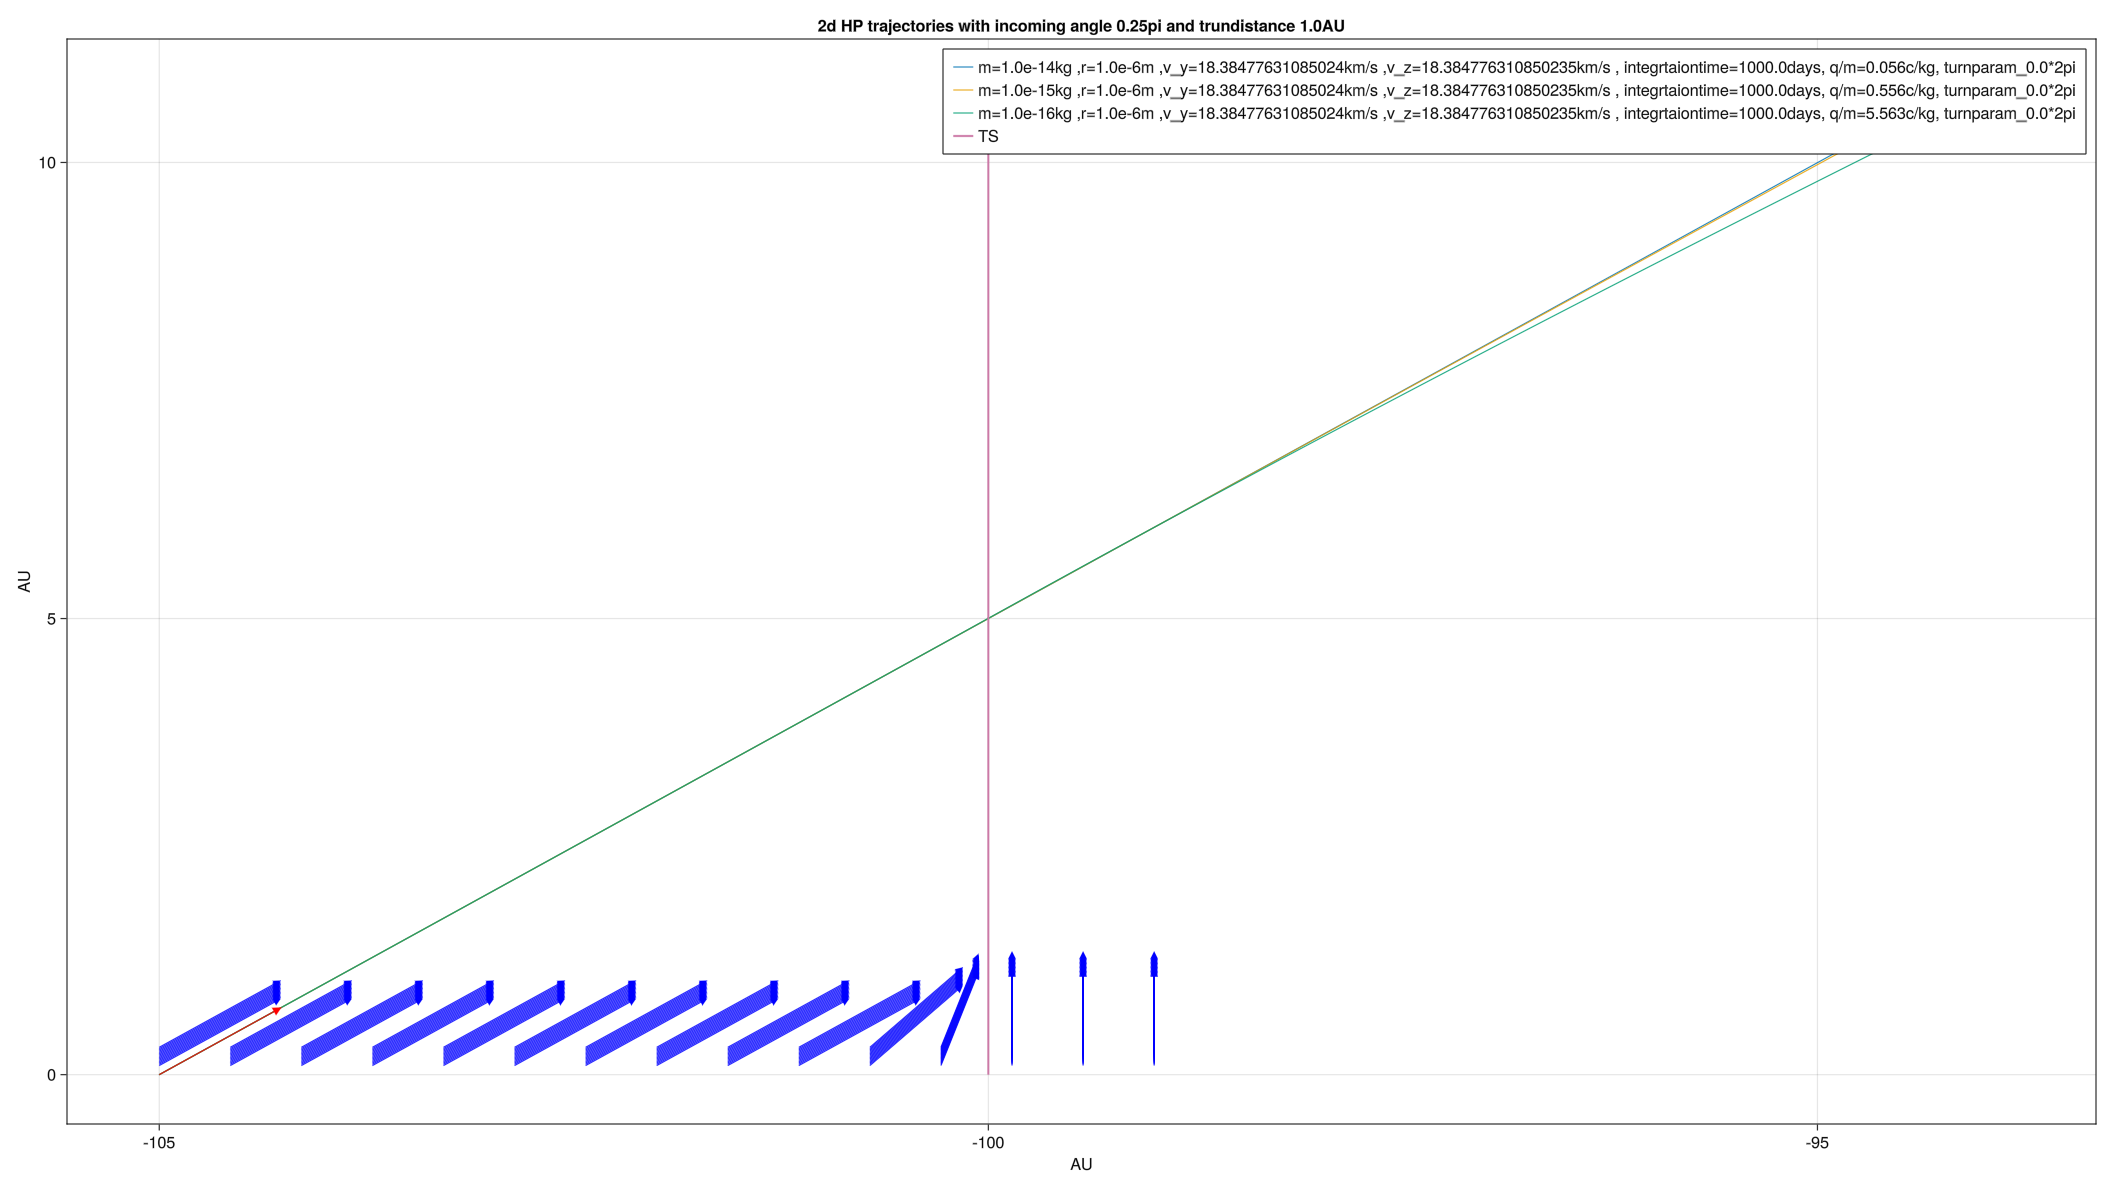 2d HP trajectories with incoming angle 0.25pi and trundistance 1.0AU
m=1.0e-14kg ,r=1.0e-6m ,v_y=18.38477631085024km/s ,v_z=18.384776310850235km/s , integrtaiontime=1000.0days, q/m=0.056c/kg, turnparam_0.0*2pi
m=1.0e-15kg ,r=1.0e-6m ,v_y=18.38477631085024km/s ,v_z=18.384776310850235km/s , integrtaiontime=1000.0days, q/m=0.556c/kg, turnparam_0.0*2pi
m=1.0e-16kg ,r=1.0e-6m ,v_y=18.38477631085024km/s ,v_z=18.384776310850235km/s , integrtaiontime=1000.0days, q/m=5.563c/kg, turnparam_0.0*2pi
TS
10
5
0
AU
-105
-100
-95
AU